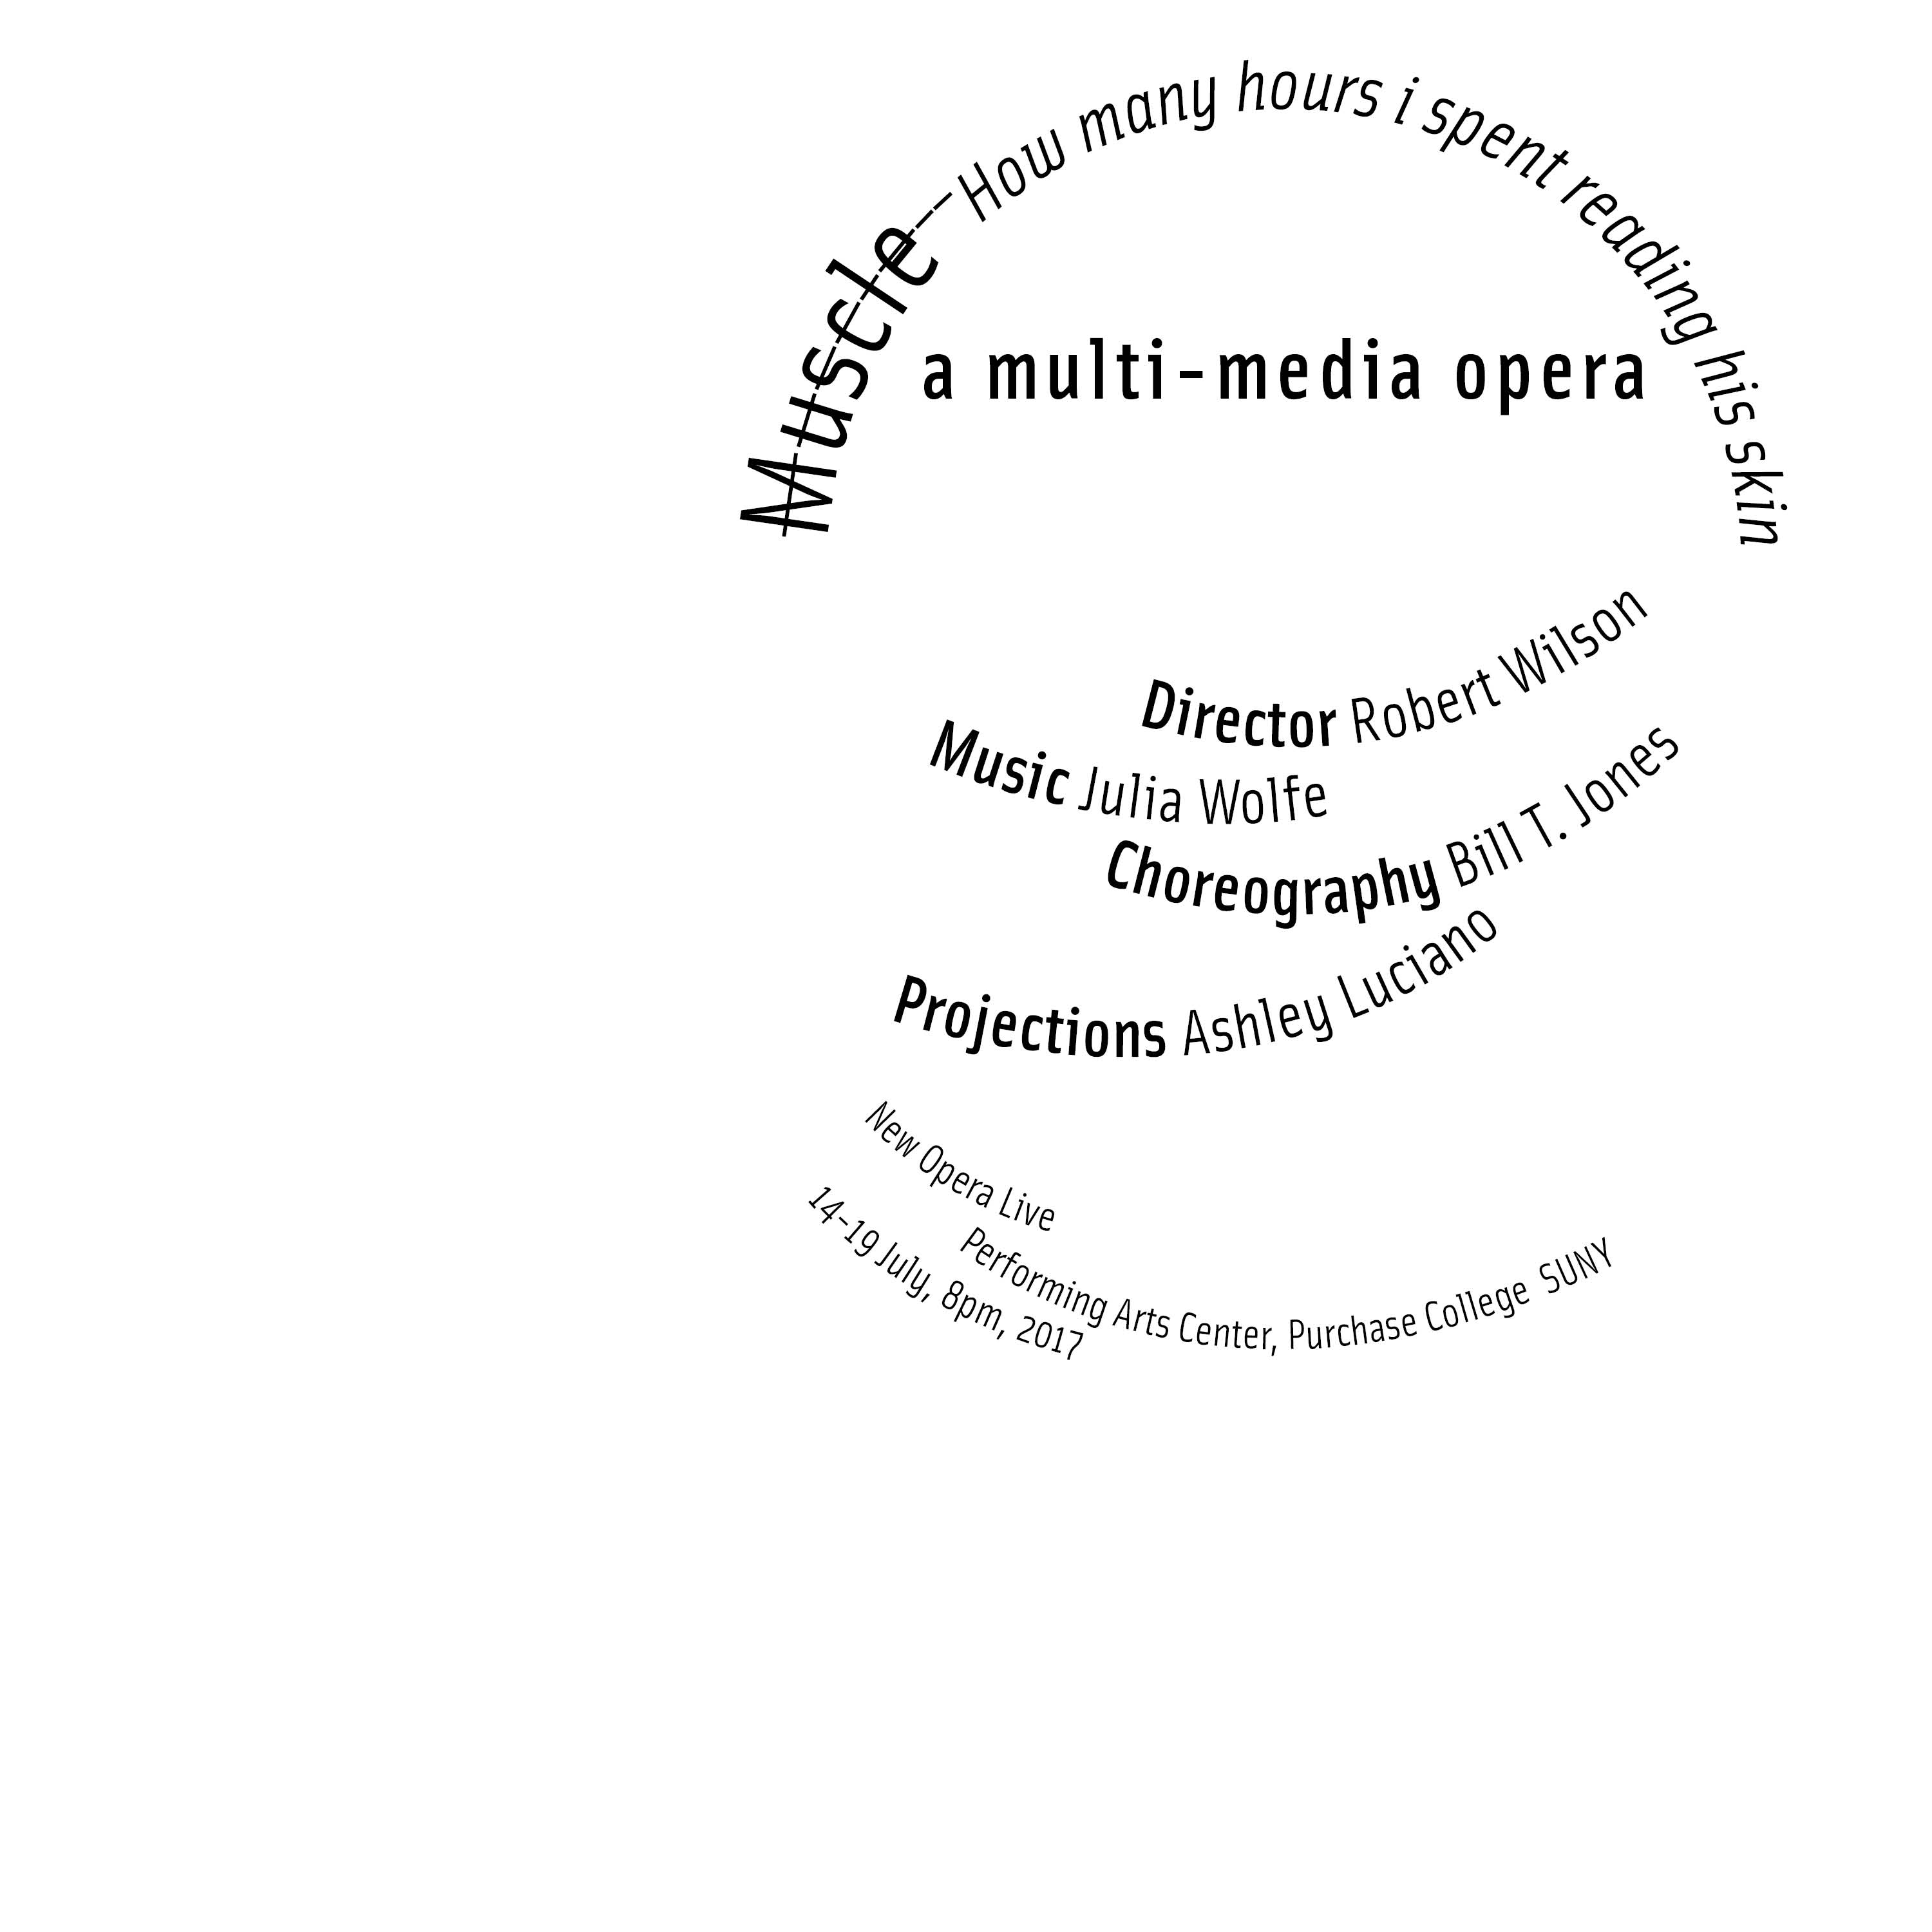 Muscle---How many hours i spent reading his skin
a multi-media opera
Director Robert Wilson
Music Julia Wolfe
Choreography Bill T. Jones
Projections Ashley Luciano
New Opera Live
Performing Arts Center, Purchase College SUNY
14-19 July, 8pm, 2017